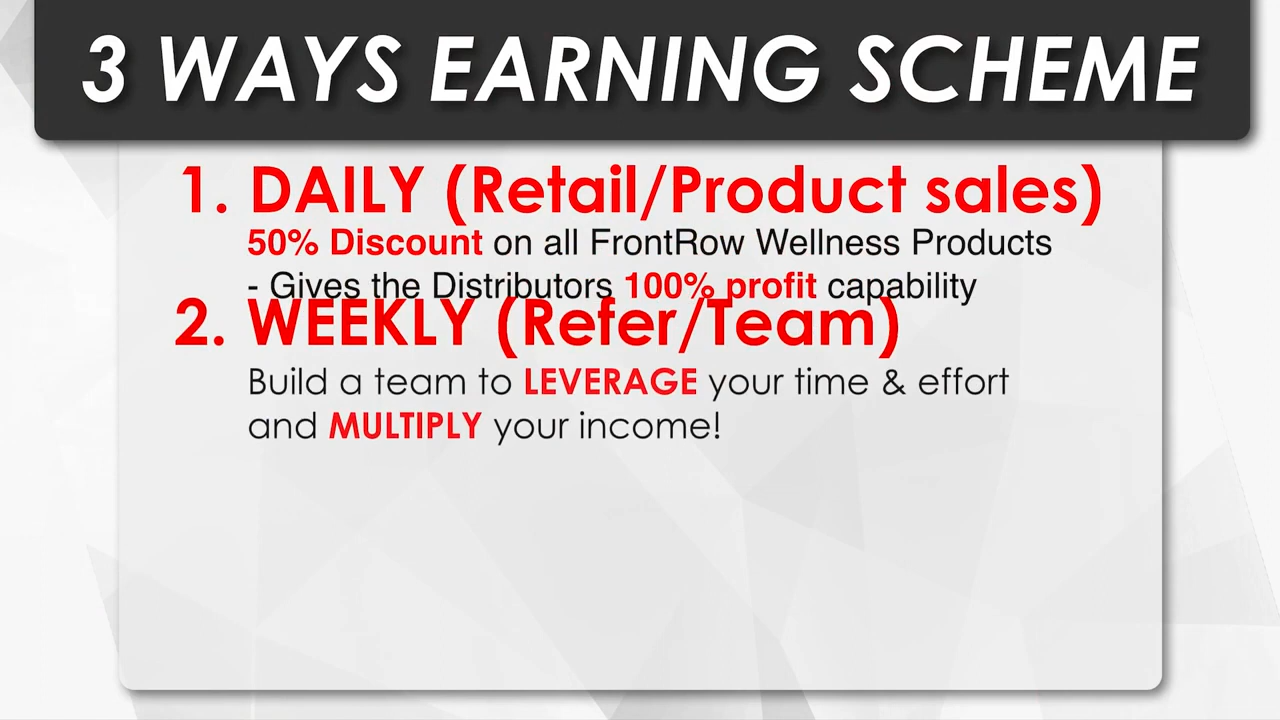 3 WAYS EARNING SCHEME
1. DAILY (Retail/Product sales)
50% Discount on all FrontRow Wellness Products
- Gives the Distributors 100% profit capability
2. WEEKLY (Refer/Team)
Build a team to LEVERAGE your time & effort
and MULTIPLY your income!